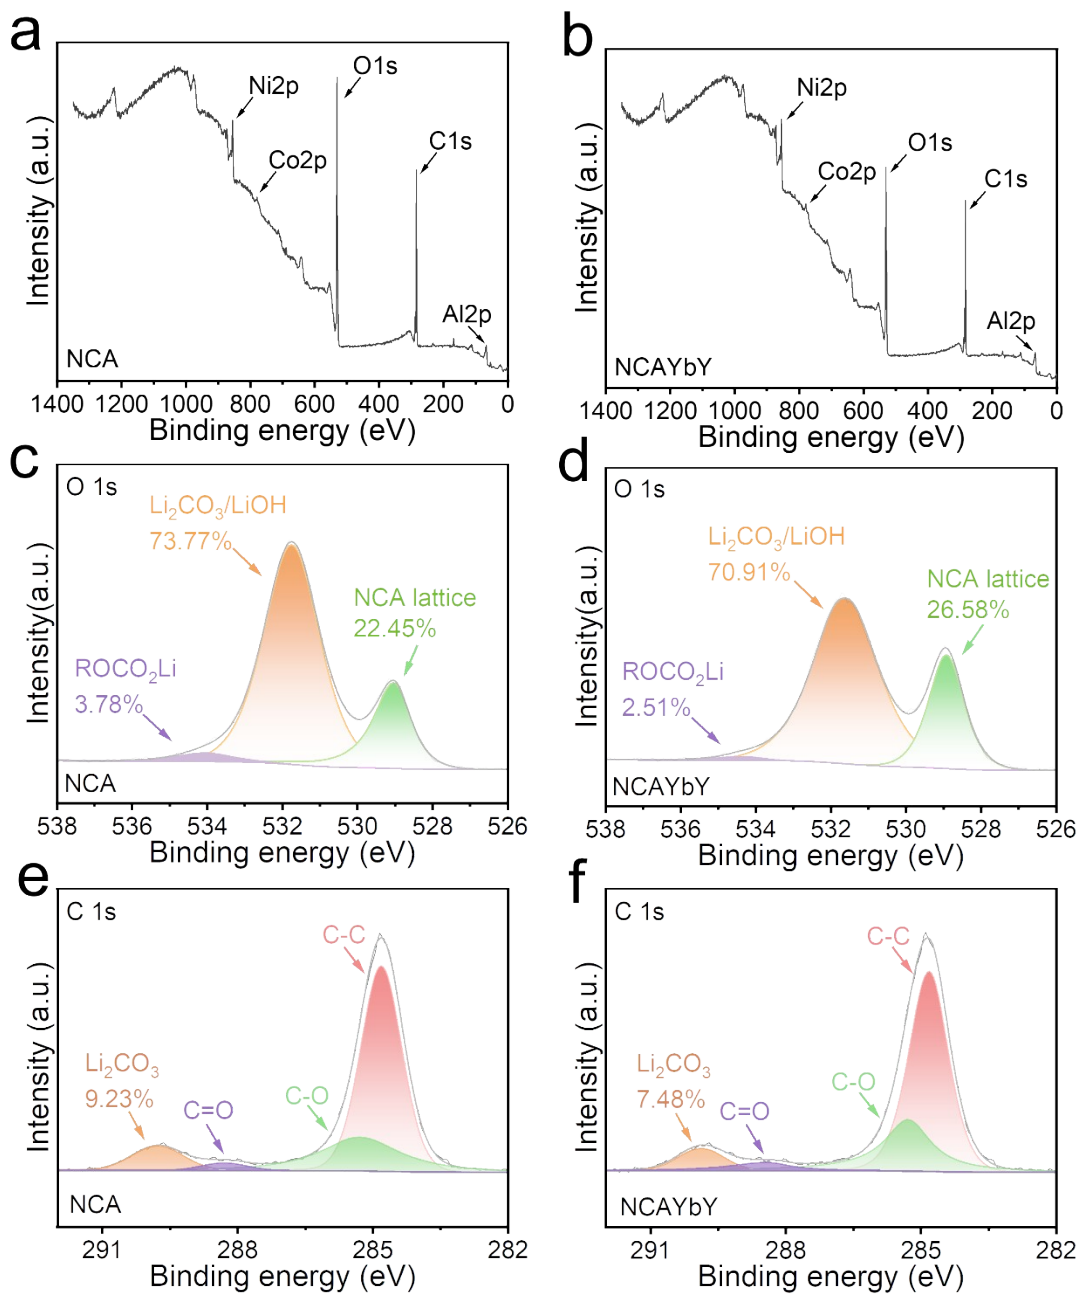 a
Ni2p
O1s
Co2p
C1s
Al2p
NCA
Intensity (a.u.)
1400 1200 1000 800 600 400 200 0
Binding energy (eV)
b
Ni2p
O1s
Co2p
C1s
Al2p
NCAYbY
Intensity (a.u.)
1400 1200 1000 800 600 400 200 0
Binding energy (eV)
c
O 1s
Li₂CO₃/LiOH
73.77%
NCA lattice
22.45%
ROCO₂Li
3.78%
NCA
Intensity(a.u.)
538 536 534 532 530 528 526
Binding energy (eV)
d
O 1s
Li₂CO₃/LiOH
70.91%
NCA lattice
26.58%
ROCO₂Li
2.51%
NCAYbY
Intensity(a.u.)
538 536 534 532 530 528 526
Binding energy (eV)
e
C 1s
C-C
Li₂CO₃
9.23%
C=O
C-O
NCA
Intensity (a.u.)
291 288 285 282
Binding energy (eV)
f
C 1s
C-C
Li₂CO₃
7.48%
C=O
C-O
NCAYbY
Intensity (a.u.)
291 288 285 282
Binding energy (eV)